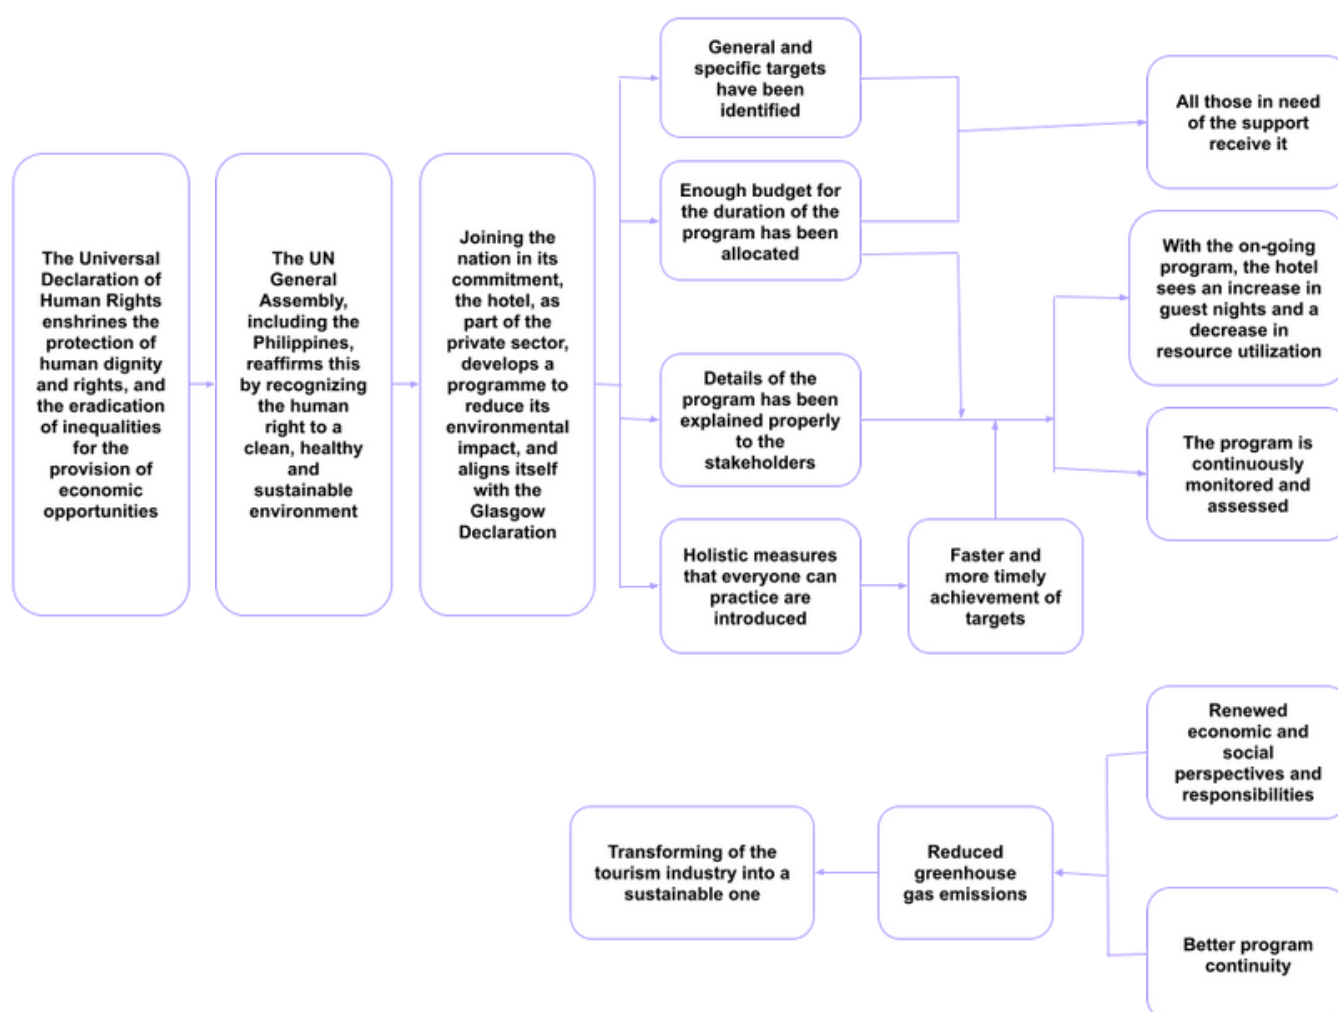 The Universal
Declaration of
Human Rights
enshrines the
protection of
human dignity
and rights, and
the eradication
of inequalities
for the
provision of
economic
opportunities
The UN
General
Assembly,
including the
Philippines,
reaffirms this
by recognizing
the human
right to a
clean, healthy
and
sustainable
environment
Joining the
nation in its
commitment,
the hotel, as
part of the
private sector,
develops a
programme to
reduce its
environmental
impact, and
aligns itself
with the
Glasgow
Declaration
General and
specific targets
have been
identified
Enough budget for
the duration of the
program has been
allocated
Details of the
program has been
explained properly
to the
stakeholders
Holistic measures
that everyone can
practice are
introduced
Faster and
more timely
achievement of
targets
All those in need
of the support
receive it
With the on-going
program, the hotel
sees an increase in
guest nights and a
decrease in
resource utilization
The program is
continuously
monitored and
assessed
Renewed
economic and
social
perspectives and
responsibilities
Better program
continuity
Reduced
greenhouse
gas emissions
Transforming of the
tourism industry into a
sustainable one